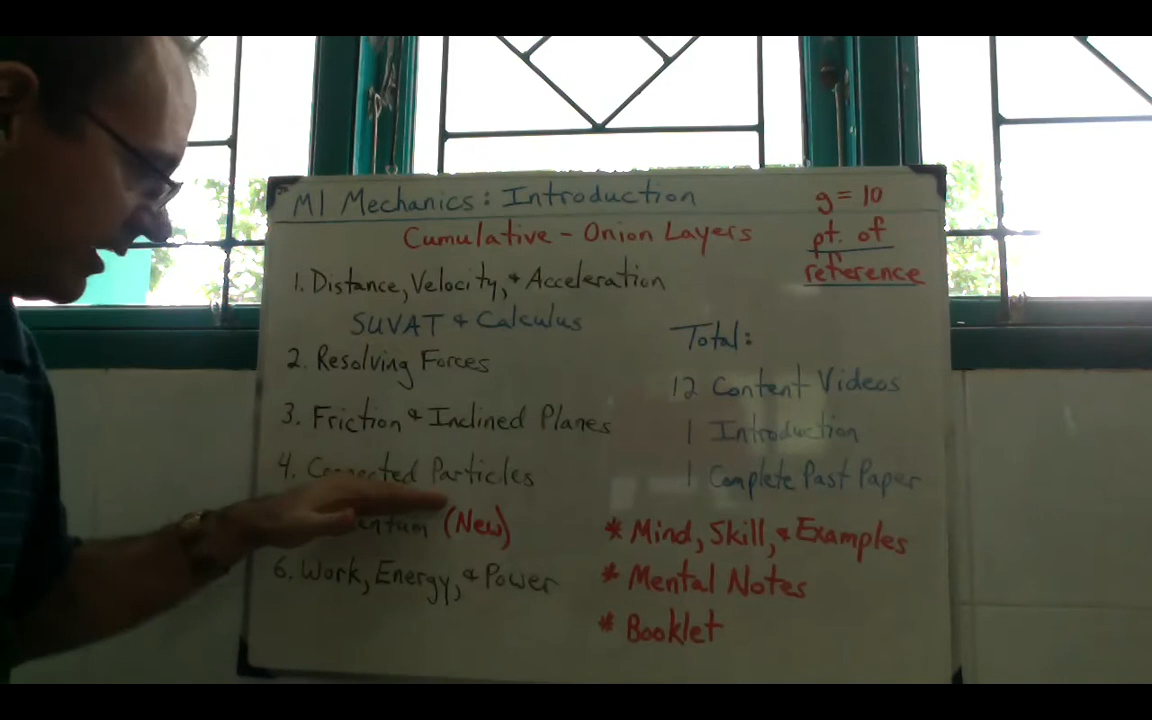 M1 Mechanics: Introduction
Cumulative - Onion Layers
g = 10
pt. of
reference
1. Distance, Velocity, & Acceleration
SUVAT & Calculus
2. Resolving Forces
3. Friction & Inclined Planes
4. Connected Particles
(New)
6. Work, Energy, & Power
Total:
12 Content Videos
1 Introduction
1 Complete Past Paper
* Mind, Skill, & Examples
* Mental Notes
* Booklet